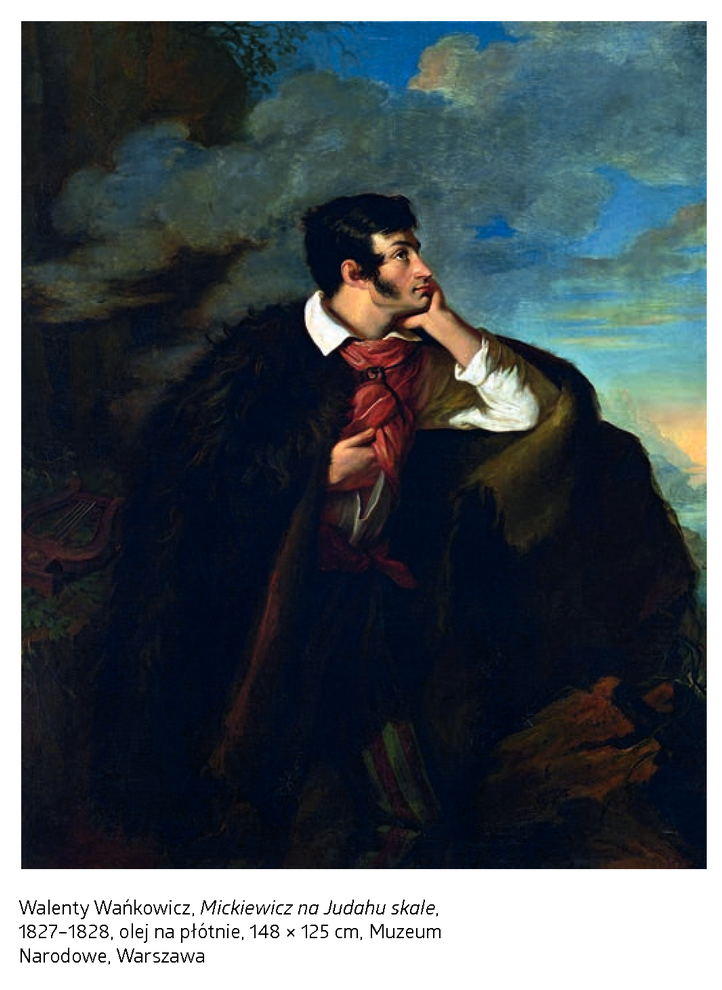 Walenty Wańkowicz, Mickiewicz na Judahu skale,
1827–1828, olej na płótnie, 148 × 125 cm, Muzeum
Narodowe, Warszawa